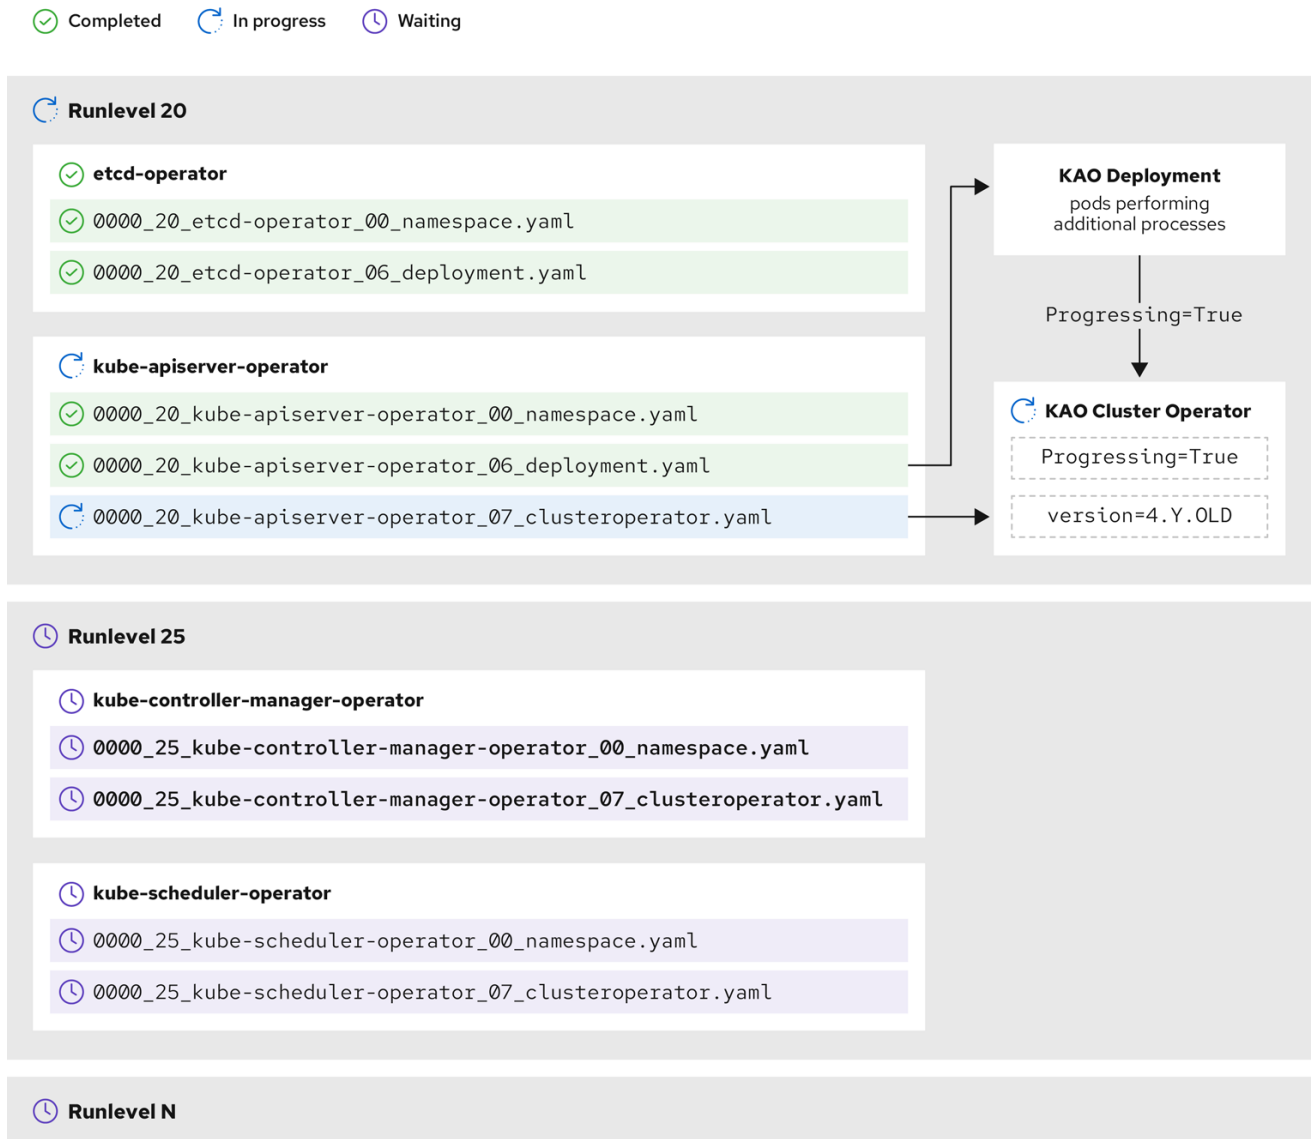 Completed
In progress
Waiting
Runlevel 20
etcd-operator
0000_20_etcd-operator_00_namespace.yaml
0000_20_etcd-operator_06_deployment.yaml
kube-apiserver-operator
0000_20_kube-apiserver-operator_00_namespace.yaml
0000_20_kube-apiserver-operator_06_deployment.yaml
0000_20_kube-apiserver-operator_07_clusteroperator.yaml
KAO Deployment
pods performing
additional processes
Progressing=True
KAO Cluster Operator
Progressing=True
version=4.Y.OLD
Runlevel 25
kube-controller-manager-operator
0000_25_kube-controller-manager-operator_00_namespace.yaml
0000_25_kube-controller-manager-operator_07_clusteroperator.yaml
kube-scheduler-operator
0000_25_kube-scheduler-operator_00_namespace.yaml
0000_25_kube-scheduler-operator_07_clusteroperator.yaml
Runlevel N